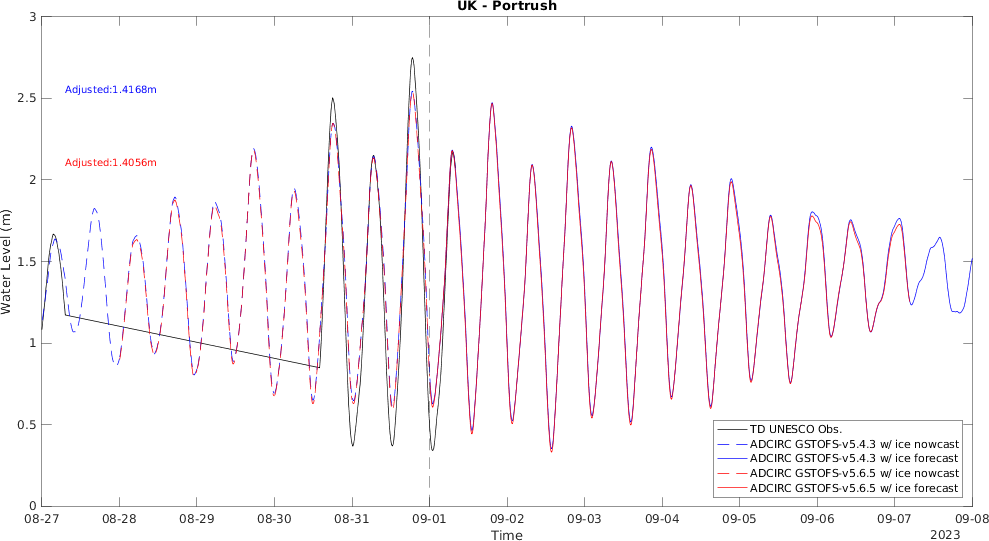 UK - Portrush
3
2.5
2
1.5
1
0.5
0
Water Level (m)
Adjusted:1.4168m
Adjusted:1.4056m
TD UNESCO Obs.
ADCIRC GSTOFS-v5.4.3 w/ ice nowcast
ADCIRC GSTOFS-v5.4.3 w/ ice forecast
ADCIRC GSTOFS-v5.6.5 w/ ice nowcast
ADCIRC GSTOFS-v5.6.5 w/ ice forecast
08-27 08-28 08-29 08-30 08-31 09-01 09-02 09-03 09-04 09-05 09-06 09-07 09-08
Time
2023